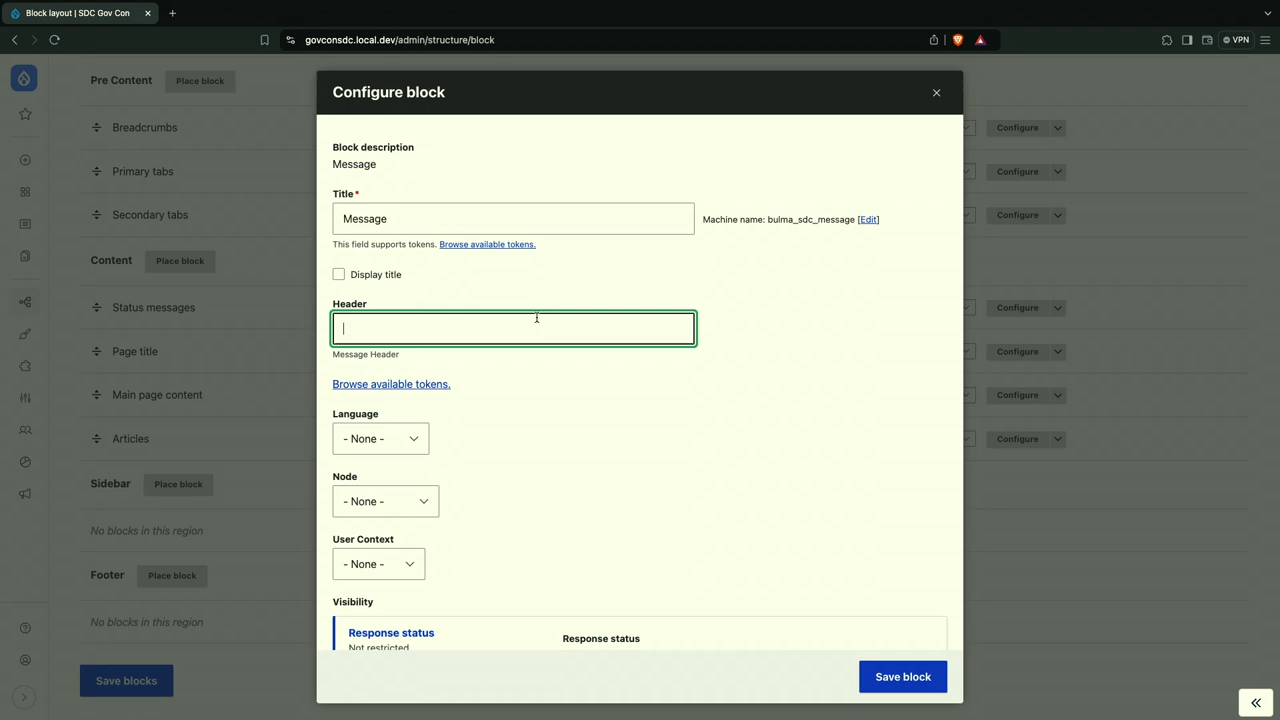 Block layout | SDC Gov Con
govconsdc.local.dev/admin/structure/block
VPN
Pre Content
Place block
Breadcrumbs
Configure
Primary tabs
Configure
Secondary tabs
Configure
Content
Place block
Status messages
Configure
Page title
Configure
Main page content
Configure
Articles
Configure
Sidebar
Place block
No blocks in this region
Footer
Place block
No blocks in this region
Save blocks
Configure block
Block description
Message
Title*
Message
Machine name: bulma_sdc_message [Edit]
This field supports tokens. Browse available tokens.
Display title
Header
Message Header
Browse available tokens.
Language
- None -
Node
- None -
User Context
- None -
Visibility
Response status
Not restricted
Response status
Save block